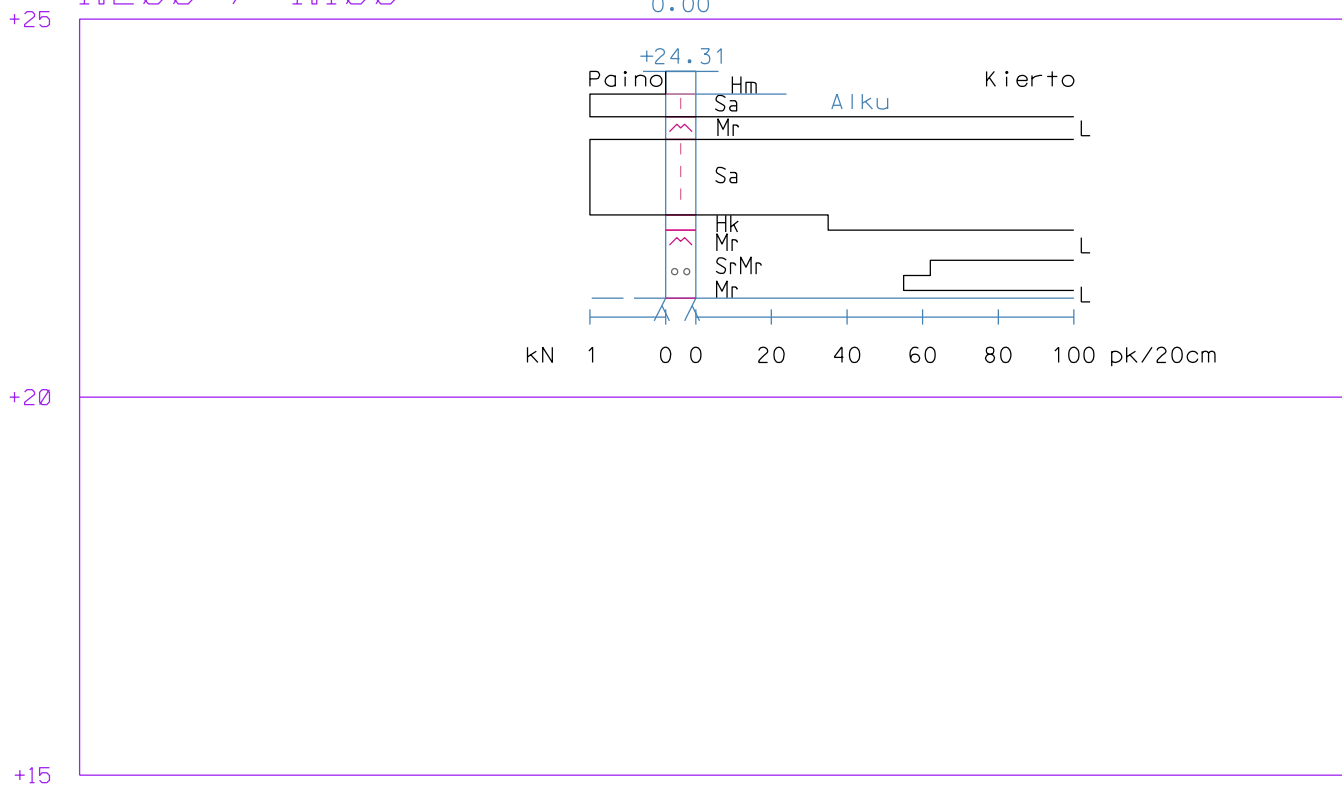 0.00
+25
+24.31
Paino Hm Kierto
Sa Alku
Mr L
Sa
Hk
Mr L
SrMr
Mr L
kN 1 0 0 20 40 60 80 100 pk/20cm
+20
+15